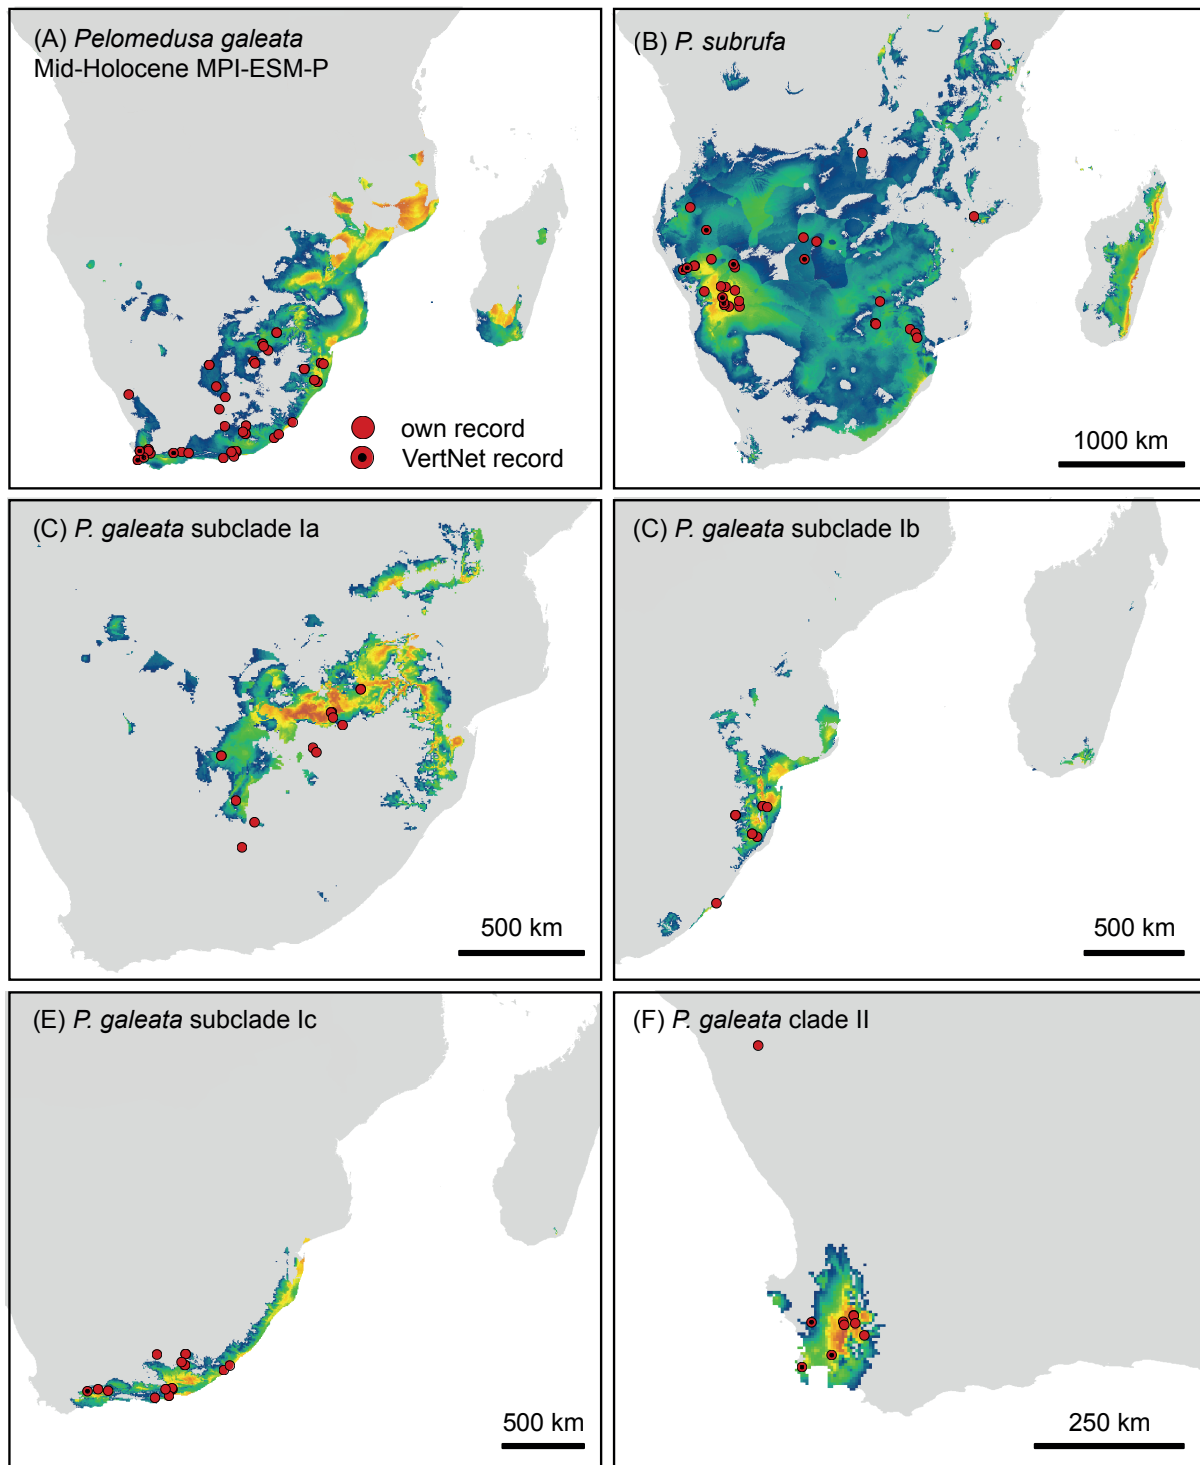 (A) Pelomedusa galeata
Mid-Holocene MPI-ESM-P
own record
VertNet record
(B) P. subrufa
1000 km
(C) P. galeata subclade Ia
500 km
(C) P. galeata subclade Ib
500 km
(E) P. galeata subclade Ic
500 km
(F) P. galeata clade II
250 km